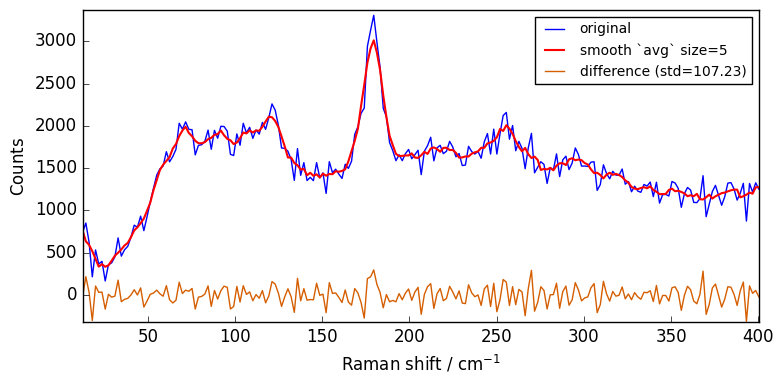 3000
2500
2000
1500
1000
500
0
Counts
original
smooth `avg` size=5
difference (std=107.23)
50 100 150 200 250 300 350 400
Raman shift / cm⁻¹